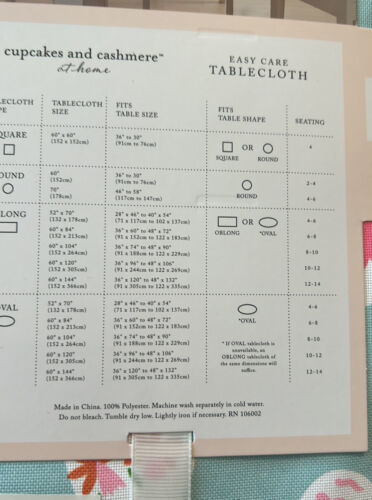 cupcakes and cashmere™
at home
EASY CARE
TABLECLOTH
TABLECLOTH SIZE
FITS TABLE SIZE
FITS TABLE SHAPE
SEATING
60" x 60" 36" to 30" 4
(152 x 152cm) (91cm to 76cm)
SQUARE OR ROUND
60" 36" to 30" 2-4
(152cm) (91cm to 76cm)
70" 46" to 58" 4-6
(178cm) (117cm to 147cm)
ROUND
OBLONG
52" x 70" 28" x 46" to 40" x 54" 4-6
(132 x 178cm) (71 x 117cm to 102 x 137cm)
OR
60" x 84" 36" x 60" to 48" x 72" 6-8
(152 x 213cm) (91 x 152cm to 122 x 183cm)
OBLONG *OVAL
60" x 104" 36" x 74" to 48" x 90" 8-10
(152 x 264cm) (91 x 188cm to 122 x 229cm)
60" x 120" 36" x 96" to 48" x 106" 10-12
(152 x 305cm) (91 x 244cm to 122 x 269cm)
60" x 144" 36" x 120" to 48" x 132" 12-14
(152 x 366cm) (91 x 305cm to 122 x 335cm)
OVAL
52" x 70" 28" x 46" to 40" x 54" 4-6
(132 x 178cm) (71 x 117cm to 102 x 137cm)
60" x 84" 36" x 60" to 48" x 72" 6-8
(152 x 213cm) (91 x 152cm to 122 x 183cm)
*OVAL
60" x 104" 36" x 74" to 48" x 90" 8-10
(152 x 264cm) (91 x 188cm to 122 x 229cm)
60" x 120" 36" x 96" to 48" x 106" 10-12
(152 x 305cm) (91 x 244cm to 122 x 269cm)
60" x 144" 36" x 120" to 48" x 132" 12-14
(152 x 366cm) (91 x 305cm to 122 x 335cm)
* If OVAL tablecloth is
unavailable, an
OBLONG tablecloth of
the same dimensions will
suffice.
Made in China. 100% Polyester. Machine wash separately in cold water.
Do not bleach. Tumble dry low. Lightly iron if necessary. RN 106002